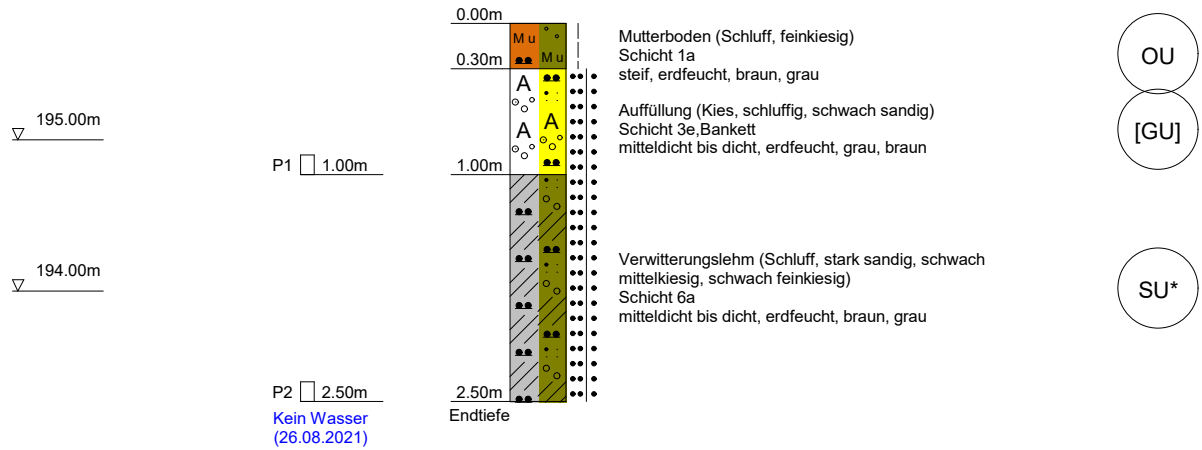 0.00m
Mu
Mu
Mutterboden (Schluff, feinkiesig)
Schicht 1a
steif, erdfeucht, braun, grau
OU
0.30m
A
A
A
Auffüllung (Kies, schluffig, schwach sandig)
Schicht 3e,Bankett
mitteldicht bis dicht, erdfeucht, grau, braun
[GU]
195.00m
P1 1.00m
1.00m
194.00m
Verwitterungslehm (Schluff, stark sandig, schwach
mittelkiesig, schwach feinkiesig)
Schicht 6a
mitteldicht bis dicht, erdfeucht, braun, grau
SU*
P2 2.50m
2.50m
Kein Wasser
(26.08.2021)
Endtiefe